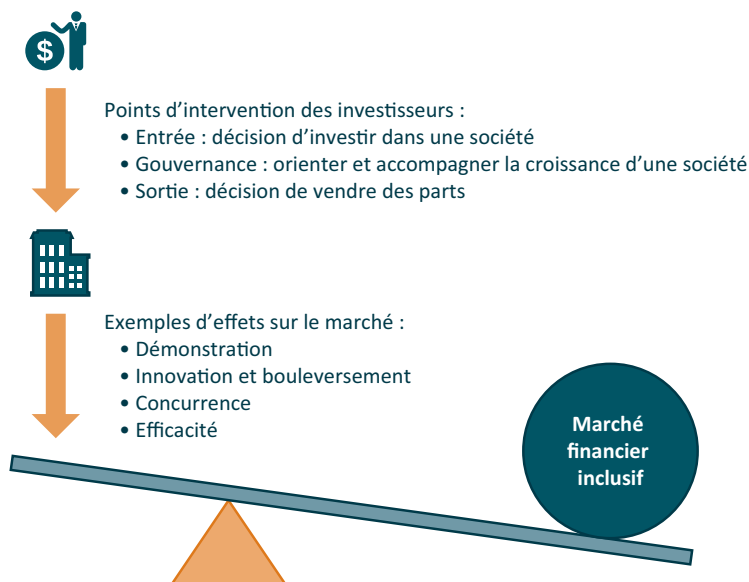 $
Points d’intervention des investisseurs :
• Entrée : décision d’investir dans une société
• Gouvernance : orienter et accompagner la croissance d’une société
• Sortie : décision de vendre des parts
Exemples d’effets sur le marché :
• Démonstration
• Innovation et bouleversement
• Concurrence
• Efficacité
Marché
financier
inclusif